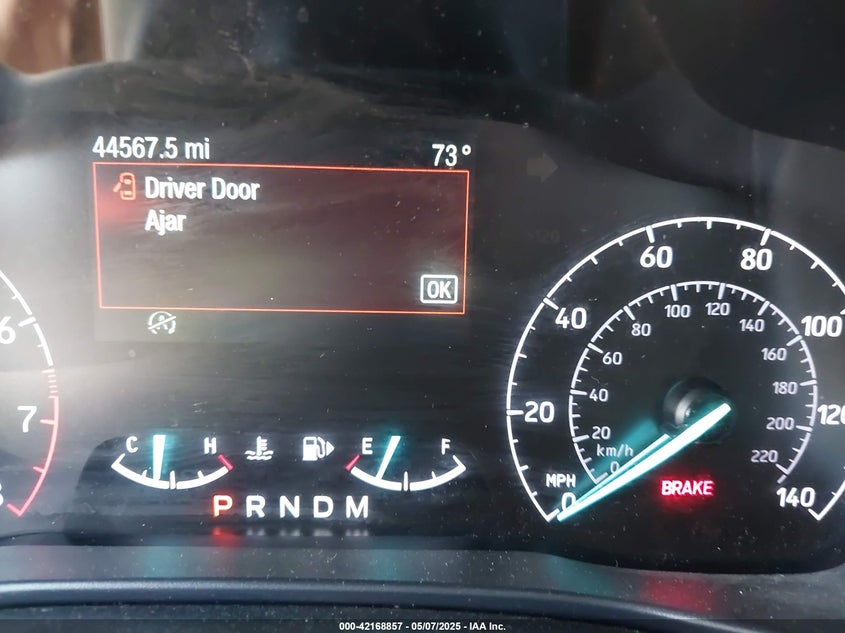 44567.5 mi 73°
Driver Door
Ajar
OK
6
7
8
C H
E F
PRNDM
0 20 40 60 80 100 120 140
MPH
0 20 40 60 80 100 120 140 160 180 200 220
km/h
BRAKE
000-42168857 - 05/07/2025 - IAA Inc.